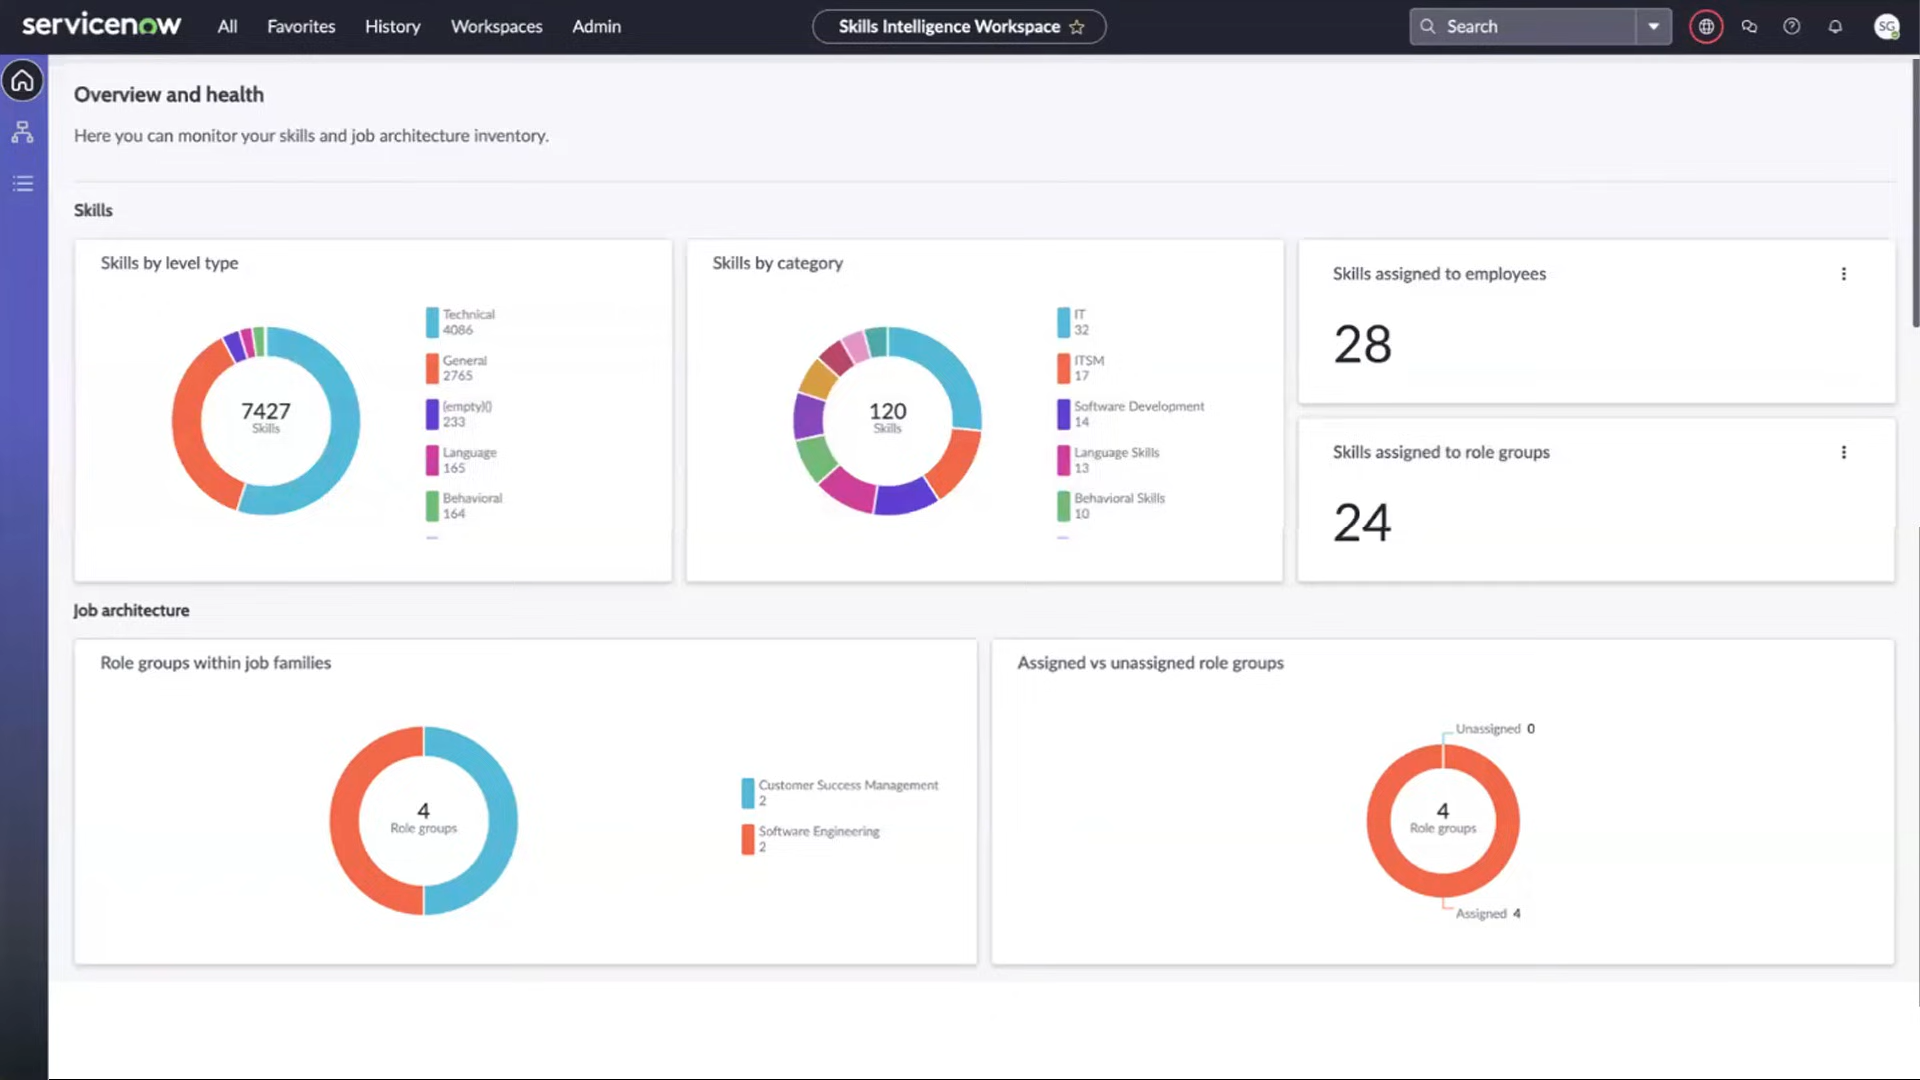 servicenow All Favorites History Workspaces Admin Skills Intelligence Workspace Search SG
Overview and health
Here you can monitor your skills and job architecture inventory.
Skills
Skills by level type
7427
Skills
Technical
4086
General
2765
(empty)()
233
Language
165
Behavioral
164
Skills by category
120
Skills
IT
32
ITSM
17
Software Development
14
Language Skills
13
Behavioral Skills
10
Skills assigned to employees
28
Skills assigned to role groups
24
Job architecture
Role groups within job families
4
Role groups
Customer Success Management
2
Software Engineering
2
Assigned vs unassigned role groups
Unassigned 0
4
Role groups
Assigned 4